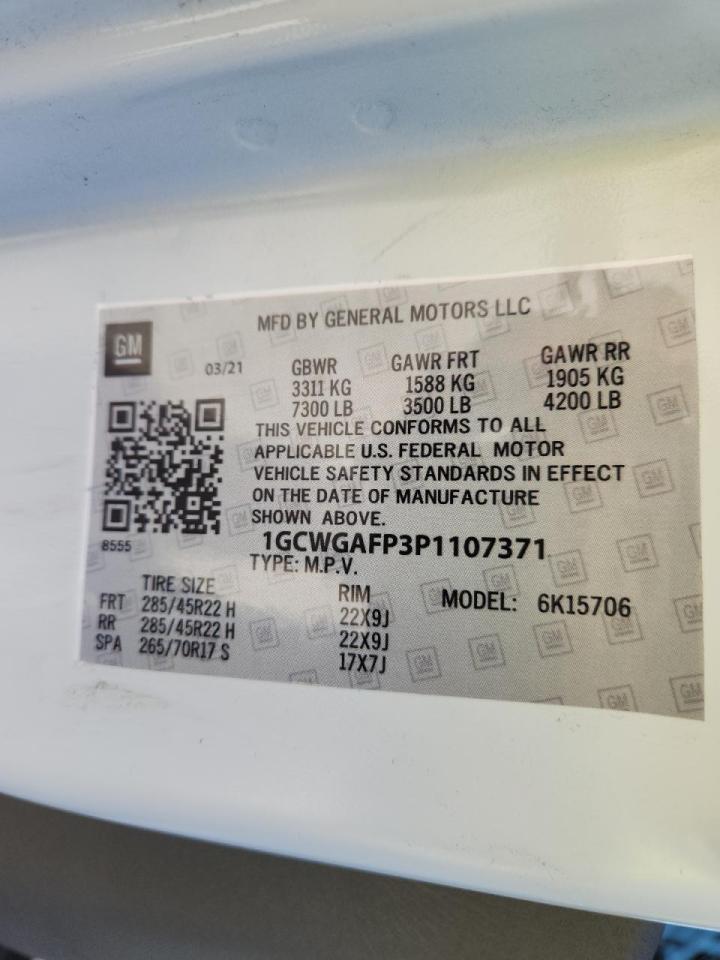 MFD BY GENERAL MOTORS LLC
GM
03/21
GBWR GAWR FRT GAWR RR
3311 KG 1588 KG 1905 KG
7300 LB 3500 LB 4200 LB
THIS VEHICLE CONFORMS TO ALL
APPLICABLE U.S. FEDERAL MOTOR
VEHICLE SAFETY STANDARDS IN EFFECT
ON THE DATE OF MANUFACTURE
SHOWN ABOVE.
8555
1GCWGAFP3P1107371
TYPE: M.P.V.
TIRE SIZE RIM MODEL: 6K15706
FRT 285/45R22 H 22X9J
RR 285/45R22 H 22X9J
SPA 265/70R17 S 17X7J